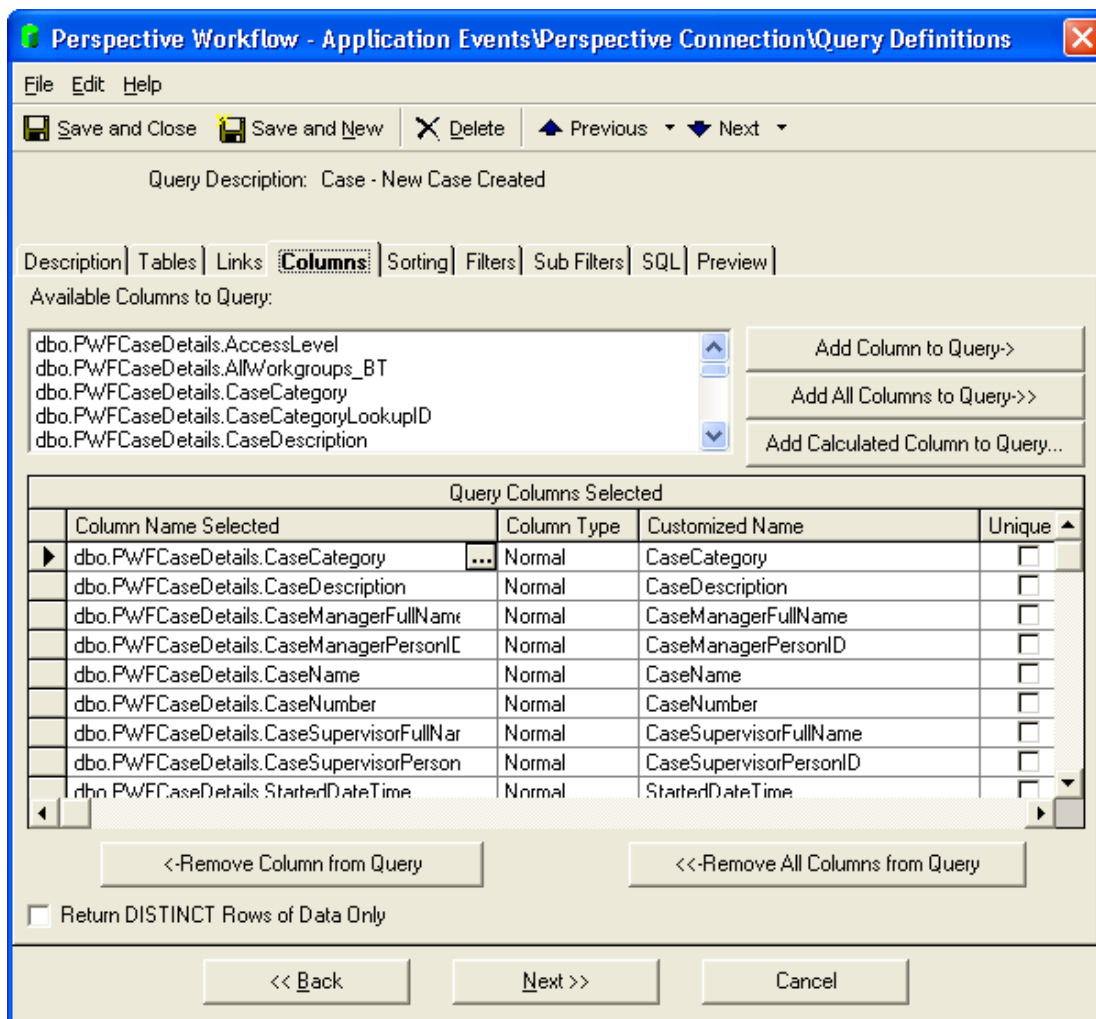 Perspective Workflow - Application Events\Perspective Connection\Query Definitions
File Edit Help
Save and Close Save and New Delete Previous Next
Query Description: Case - New Case Created
Description Tables Links Columns Sorting Filters Sub Filters SQL Preview
Available Columns to Query:
dbo.PWFCaseDetails.AccessLevel
dbo.PWFCaseDetails.AllWorkgroups_BT
dbo.PWFCaseDetails.CaseCategory
dbo.PWFCaseDetails.CaseCategoryLookupID
dbo.PWFCaseDetails.CaseDescription
Add Column to Query->
Add All Columns to Query->>
Add Calculated Column to Query...
Query Columns Selected
Column Name Selected Column Type Customized Name Unique
dbo.PWFCaseDetails.CaseCategory ... Normal CaseCategory
dbo.PWFCaseDetails.CaseDescription Normal CaseDescription
dbo.PWFCaseDetails.CaseManagerFullName Normal CaseManagerFullName
dbo.PWFCaseDetails.CaseManagerPersonID Normal CaseManagerPersonID
dbo.PWFCaseDetails.CaseName Normal CaseName
dbo.PWFCaseDetails.CaseNumber Normal CaseNumber
dbo.PWFCaseDetails.CaseSupervisorFullNar Normal CaseSupervisorFullName
dbo.PWFCaseDetails.CaseSupervisorPerson Normal CaseSupervisorPersonID
dbo.PWFCaseDetails.StartedDateTime Normal StartedDateTime
<-Remove Column from Query <<-Remove All Columns from Query
Return DISTINCT Rows of Data Only
<< Back Next >> Cancel